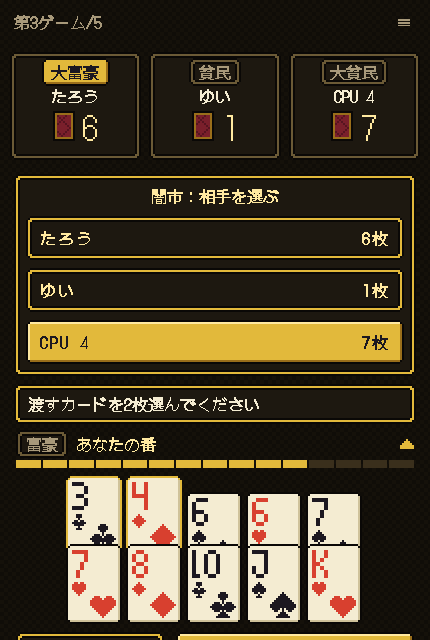 第3ゲーム/5
大富豪
たろう
6
貧民
ゆい
1
大貧民
CPU 4
7
闇市：相手を選ぶ
たろう 6枚
ゆい 1枚
CPU 4 7枚
渡すカードを2枚選んでください
富豪 あなたの番
3 4 6 6 7
7 8 10 J K